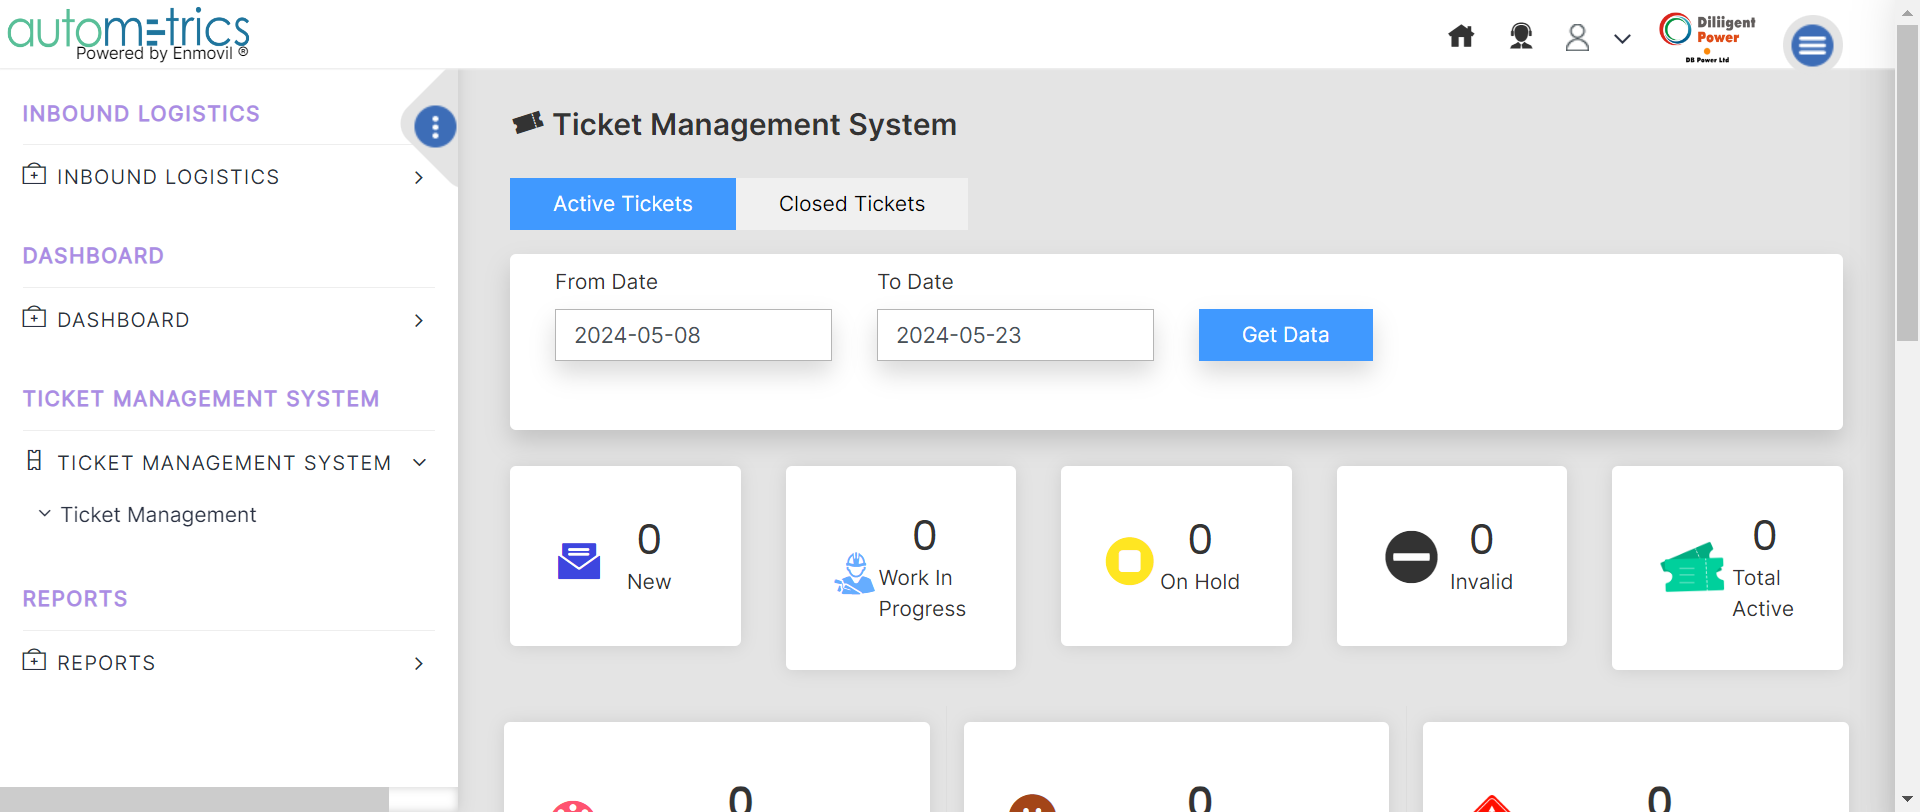 autometrics
Powered by Enmovil ®
Diliigent
Power
DB Power Ltd
INBOUND LOGISTICS
INBOUND LOGISTICS
DASHBOARD
DASHBOARD
TICKET MANAGEMENT SYSTEM
TICKET MANAGEMENT SYSTEM
Ticket Management
REPORTS
REPORTS
Ticket Management System
Active Tickets
Closed Tickets
From Date
To Date
2024-05-08
2024-05-23
Get Data
0
New
0
Work In
Progress
0
On Hold
0
Invalid
0
Total
Active
0
0
0